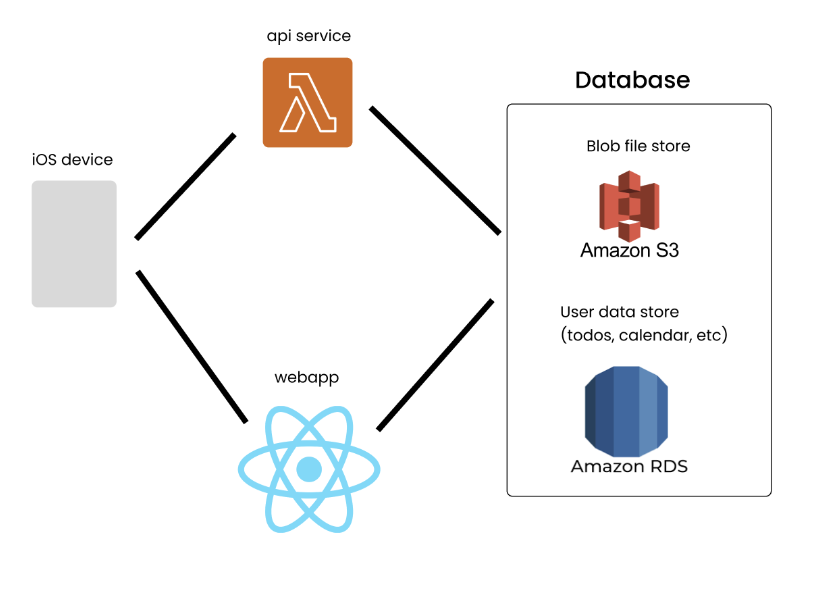 api service
Database
iOS device
Blob file store
Amazon S3
User data store
(todos, calendar, etc)
webapp
Amazon RDS